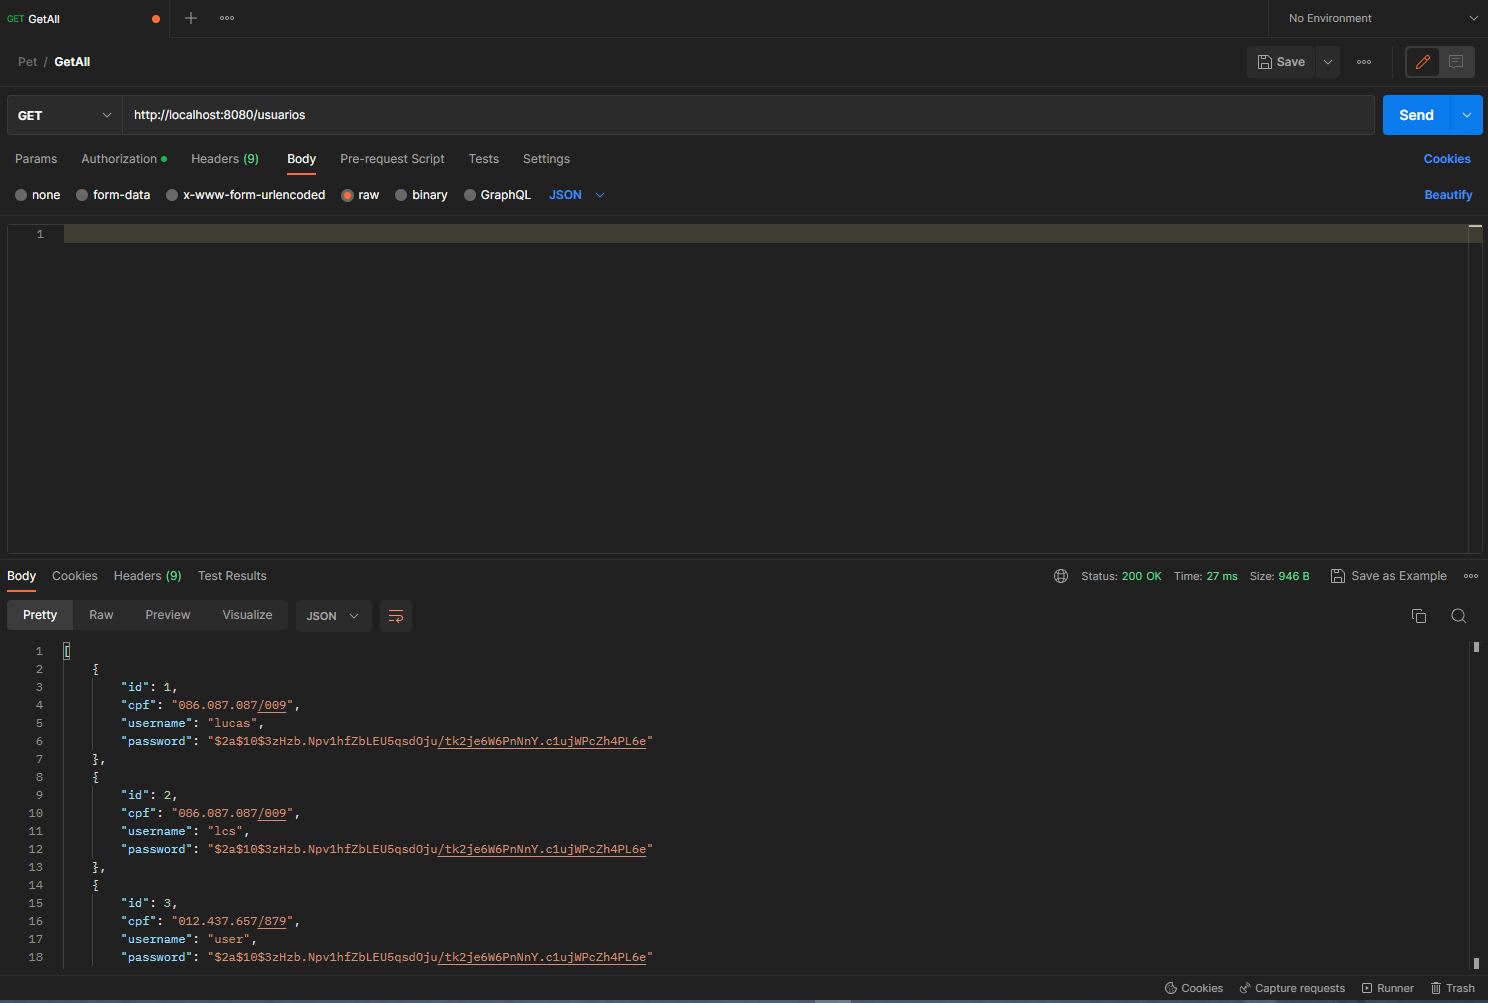 GET GetAll
No Environment
Pet / GetAll
Save
GET
http://localhost:8080/usuarios
Send
Params Authorization Headers (9) Body Pre-request Script Tests Settings Cookies
none form-data x-www-form-urlencoded raw binary GraphQL JSON Beautify
1
Body Cookies Headers (9) Test Results Status: 200 OK Time: 27 ms Size: 946 B Save as Example
Pretty Raw Preview Visualize JSON
1 [
2 {
3 "id": 1,
4 "cpf": "086.087.087/009",
5 "username": "lucas",
6 "password": "$2a$10$3zHzb.Npv1hfZbLEU5qsdOju/tk2je6W6PnNnY.c1ujWPcZh4PL6e"
7 },
8 {
9 "id": 2,
10 "cpf": "086.087.087/009",
11 "username": "lcs",
12 "password": "$2a$10$3zHzb.Npv1hfZbLEU5qsdOju/tk2je6W6PnNnY.c1ujWPcZh4PL6e"
13 },
14 {
15 "id": 3,
16 "cpf": "012.437.657/879",
17 "username": "user",
18 "password": "$2a$10$3zHzb.Npv1hfZbLEU5qsdOju/tk2je6W6PnNnY.c1ujWPcZh4PL6e"
Cookies Capture requests Runner Trash